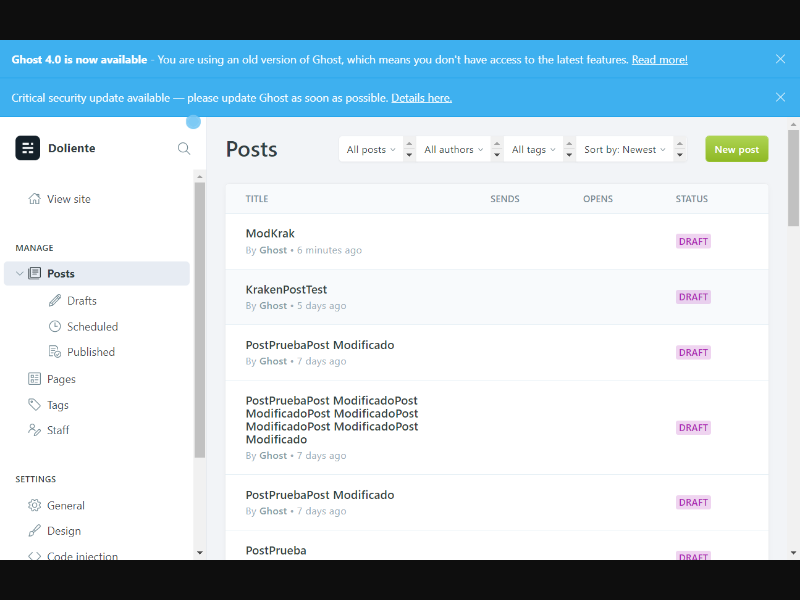 Ghost 4.0 is now available - You are using an old version of Ghost, which means you don't have access to the latest features. Read more!
Critical security update available — please update Ghost as soon as possible. Details here.
Doliente
View site
MANAGE
Posts
Drafts
Scheduled
Published
Pages
Tags
Staff
SETTINGS
General
Design
Code injection
Posts
All posts
All authors
All tags
Sort by: Newest
New post
TITLE SENDS OPENS STATUS
ModKrak
By Ghost • 6 minutes ago
DRAFT
KrakenPostTest
By Ghost • 5 days ago
DRAFT
PostPruebaPost Modificado
By Ghost • 7 days ago
DRAFT
PostPruebaPost ModificadoPost
ModificadoPost ModificadoPost
ModificadoPost ModificadoPost
Modificado
By Ghost • 7 days ago
DRAFT
PostPruebaPost Modificado
By Ghost • 7 days ago
DRAFT
PostPrueba
DRAFT